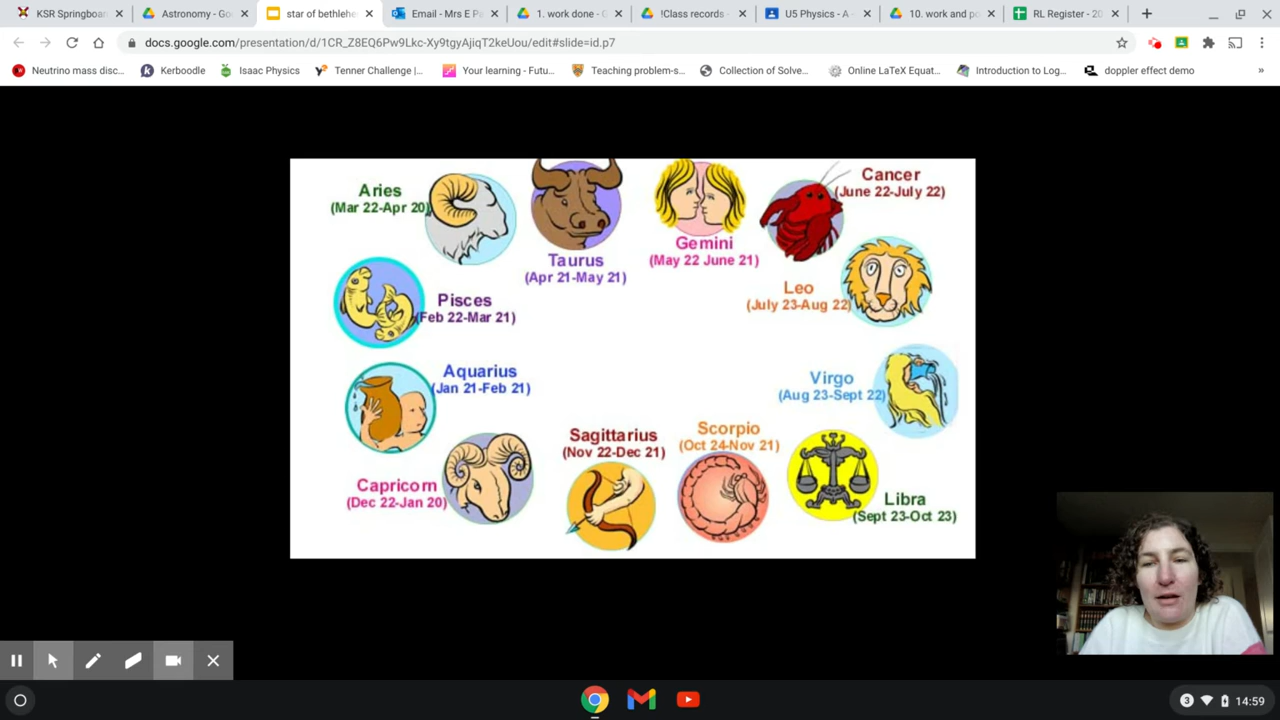 KSR Springboar
Astronomy - Go
star of bethlehe
Email - Mrs E Pa
1. work done - G
!Class records -
U5 Physics - A
10. work and po
RL Register - 20
docs.google.com/presentation/d/1CR_Z8EQ6Pw9Lkc-Xy9tgyAjiqT2keUou/edit#slide=id.p7
Neutrino mass disc...
Kerboodle
Isaac Physics
Tenner Challenge |...
Your learning - Futu...
Teaching problem-s...
Collection of Solve...
Online LaTeX Equat...
Introduction to Log...
doppler effect demo
»
Aries
(Mar 22-Apr 20)
Taurus
(Apr 21-May 21)
Gemini
(May 22 June 21)
Cancer
(June 22-July 22)
Leo
(July 23-Aug 22)
Pisces
(Feb 22-Mar 21)
Aquarius
(Jan 21-Feb 21)
Virgo
(Aug 23-Sept 22)
Capricorn
(Dec 22-Jan 20)
Sagittarius
(Nov 22-Dec 21)
Scorpio
(Oct 24-Nov 21)
Libra
(Sept 23-Oct 23)
3
14:59